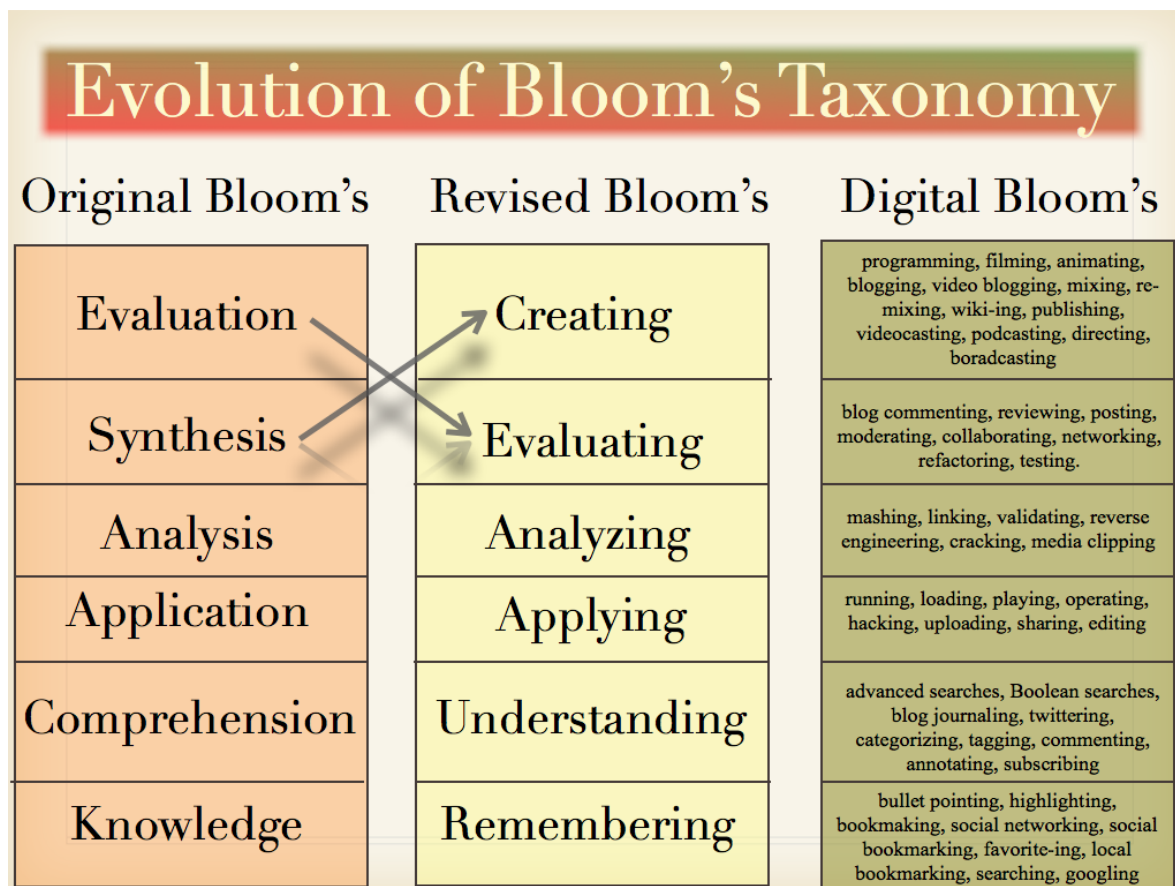 Evolution of Bloom's Taxonomy
Original Bloom's
Evaluation
Synthesis
Analysis
Application
Comprehension
Knowledge
Revised Bloom's
Creating
Evaluating
Analyzing
Applying
Understanding
Remembering
Digital Bloom's
programming, filming, animating,
blogging, video blogging, mixing, re-
mixing, wiki-ing, publishing,
videocasting, podcasting, directing,
boradcasting
blog commenting, reviewing, posting,
moderating, collaborating, networking,
refactoring, testing.
mashing, linking, validating, reverse
engineering, cracking, media clipping
running, loading, playing, operating,
hacking, uploading, sharing, editing
advanced searches, Boolean searches,
blog journaling, twittering,
categorizing, tagging, commenting,
annotating, subscribing
bullet pointing, highlighting,
bookmaking, social networking, social
bookmarking, favorite-ing, local
bookmarking, searching, googling